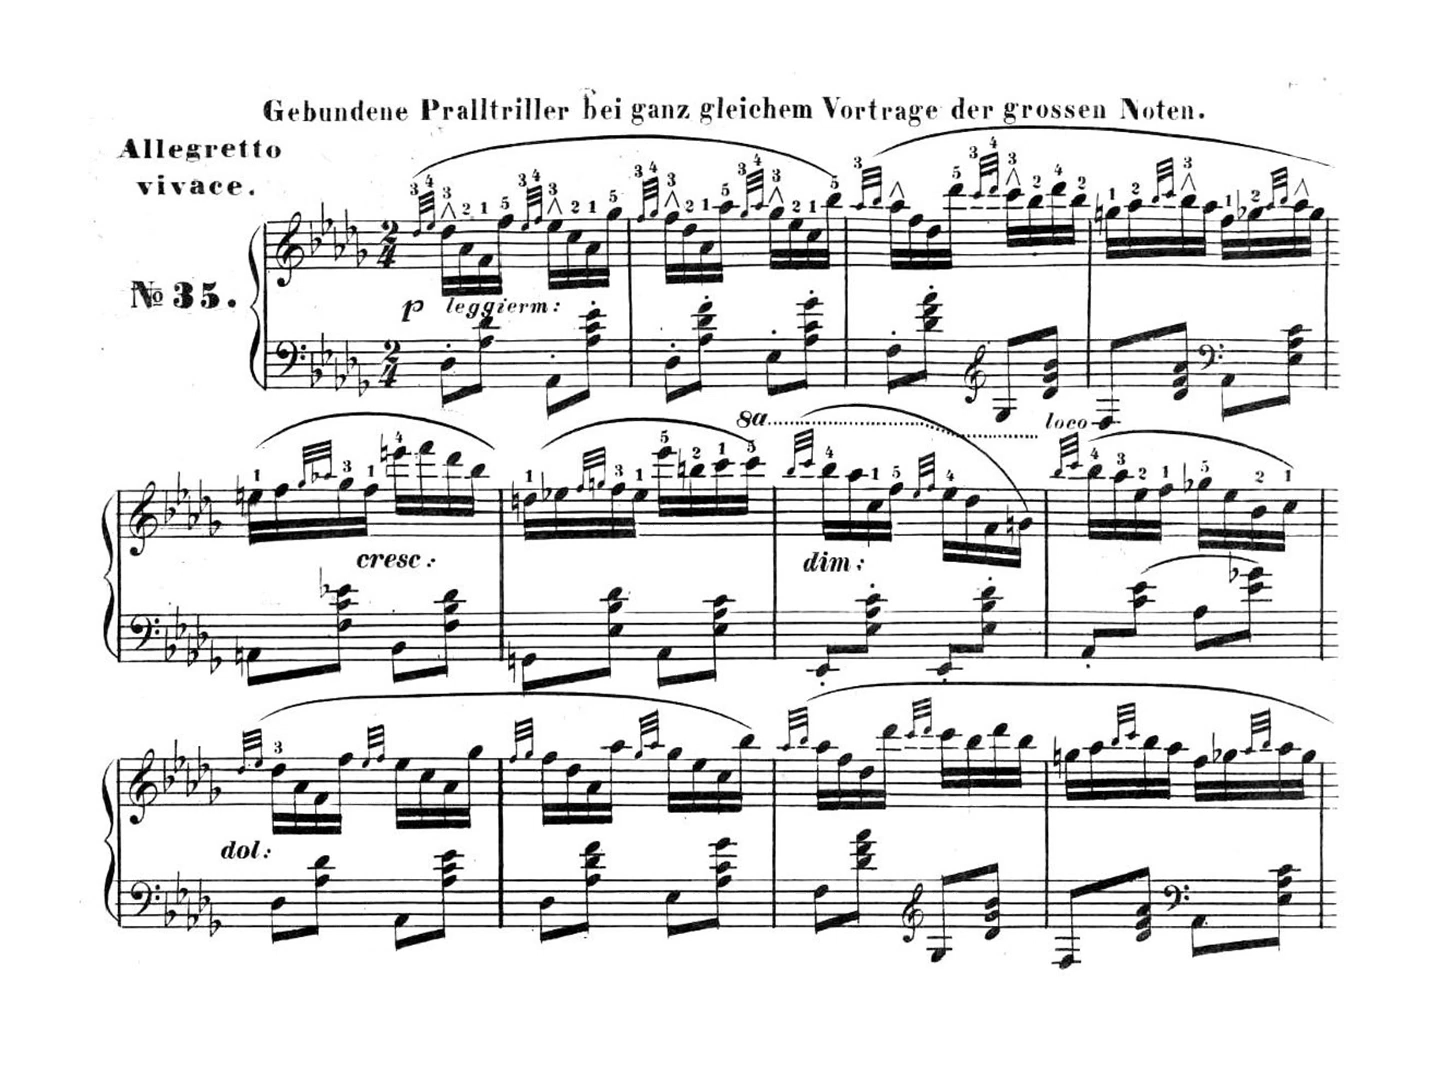 Gebundene Pralltriller bei ganz gleichem Vortrage der grossen Noten.
Allegretto
vivace.
No 35.
p leggierm:
8a loco
cresc: dim:
dol: